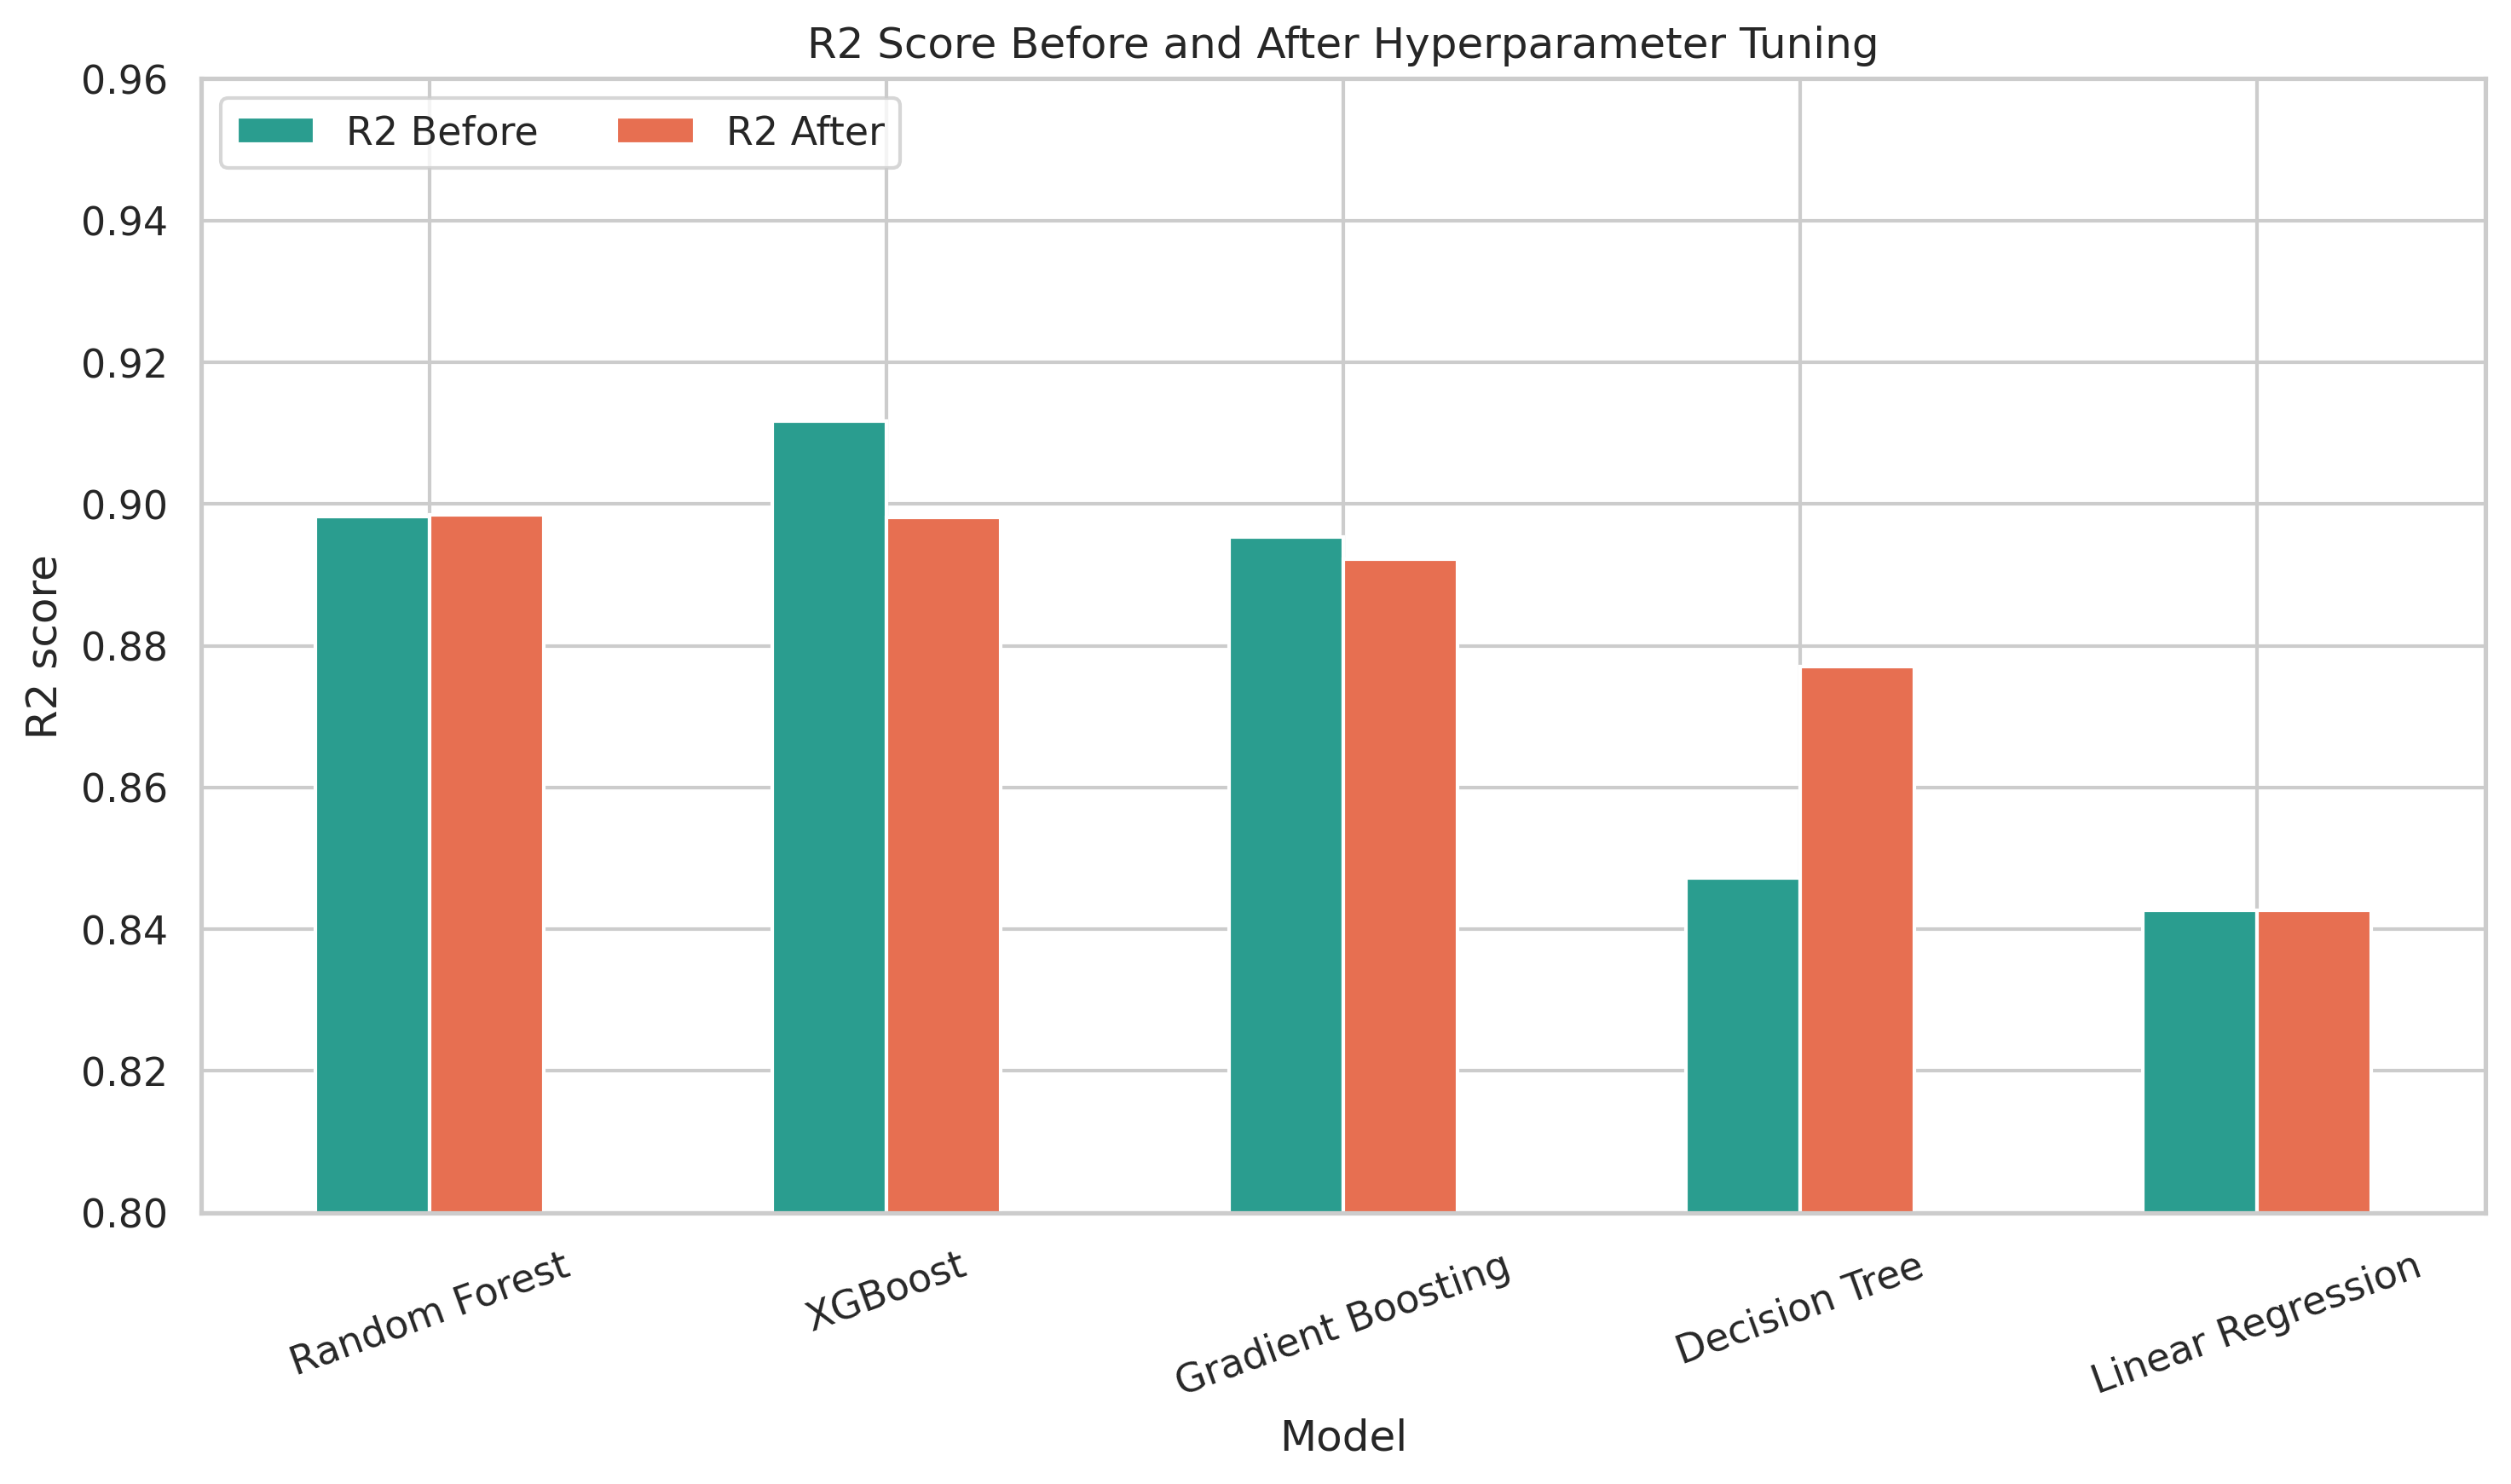 R2 Score Before and After Hyperparameter Tuning
R2 Before R2 After
0.96
0.94
0.92
0.90
0.88
0.86
0.84
0.82
0.80
R2 score
Random Forest
XGBoost
Gradient Boosting
Decision Tree
Linear Regression
Model